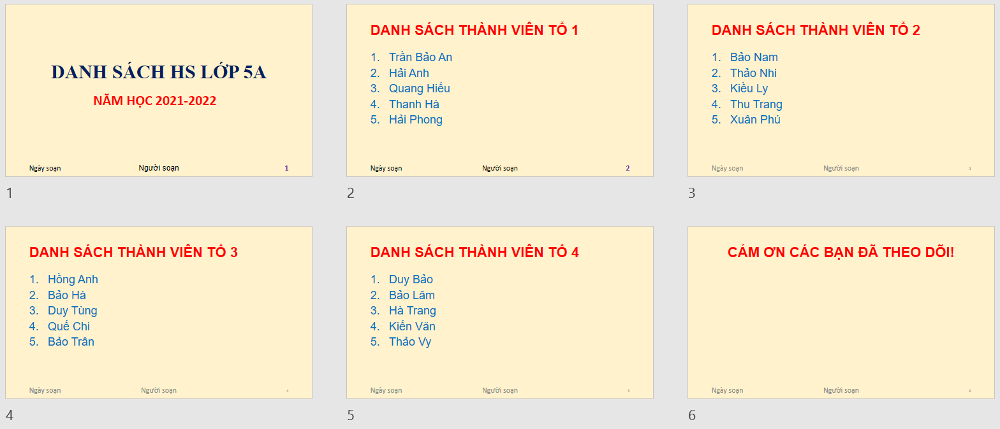 DANH SÁCH HS LỚP 5A
NĂM HỌC 2021-2022
Ngày soạn Người soạn 1
1
DANH SÁCH THÀNH VIÊN TỔ 1
1. Trần Bảo An
2. Hải Anh
3. Quang Hiếu
4. Thanh Hà
5. Hải Phong
Ngày soạn Người soạn 2
2
DANH SÁCH THÀNH VIÊN TỔ 2
1. Bảo Nam
2. Thảo Nhi
3. Kiều Ly
4. Thu Trang
5. Xuân Phú
Ngày soạn Người soạn 3
3
DANH SÁCH THÀNH VIÊN TỔ 3
1. Hồng Anh
2. Bảo Hà
3. Duy Tùng
4. Quế Chi
5. Bảo Trân
Ngày soạn Người soạn 4
4
DANH SÁCH THÀNH VIÊN TỔ 4
1. Duy Bảo
2. Bảo Lâm
3. Hà Trang
4. Kiến Văn
5. Thảo Vy
Ngày soạn Người soạn 5
5
CẢM ƠN CÁC BẠN ĐÃ THEO DÕI!
Ngày soạn Người soạn 6
6